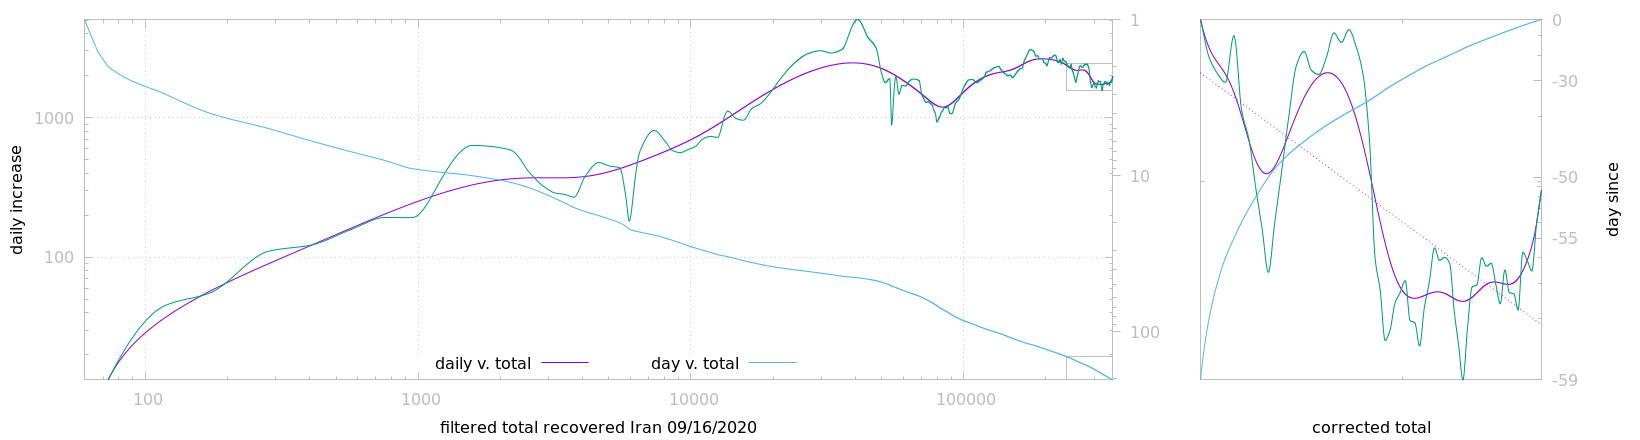 1
0
-30
1000
daily increase
10
-50
day since
-55
100
100
daily v. total
day v. total
-59
100
1000
10000
100000
filtered total recovered Iran 09/16/2020
corrected total